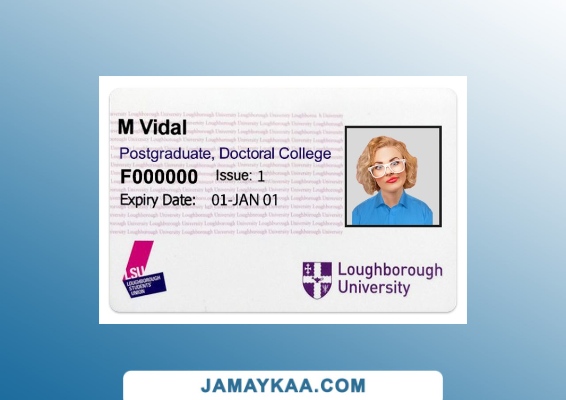 M Vidal
Postgraduate, Doctoral College
F000000 Issue: 1
Expiry Date: 01-JAN 01
LSU
LOUGHBOROUGH
STUDENTS'
UNION
Loughborough
University
JAMAYKAA.COM